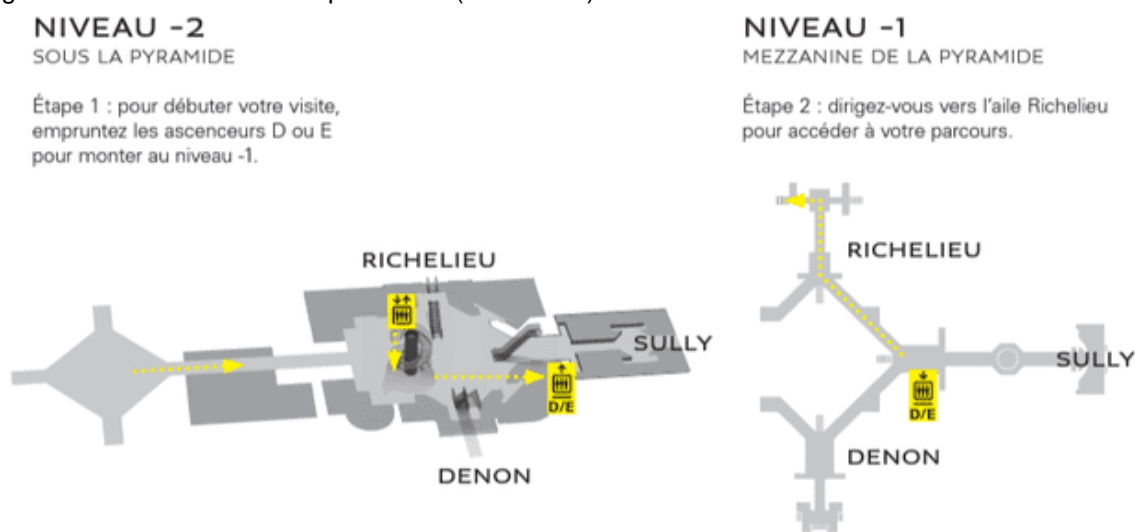 NIVEAU -2
SOUS LA PYRAMIDE
Étape 1 : pour débuter votre visite,
empruntez les ascenceurs D ou E
pour monter au niveau -1.
RICHELIEU
SULLY
D/E
DENON
NIVEAU -1
MEZZANINE DE LA PYRAMIDE
Étape 2 : dirigez-vous vers l'aile Richelieu
pour accéder à votre parcours.
RICHELIEU
SULLY
D/E
DENON